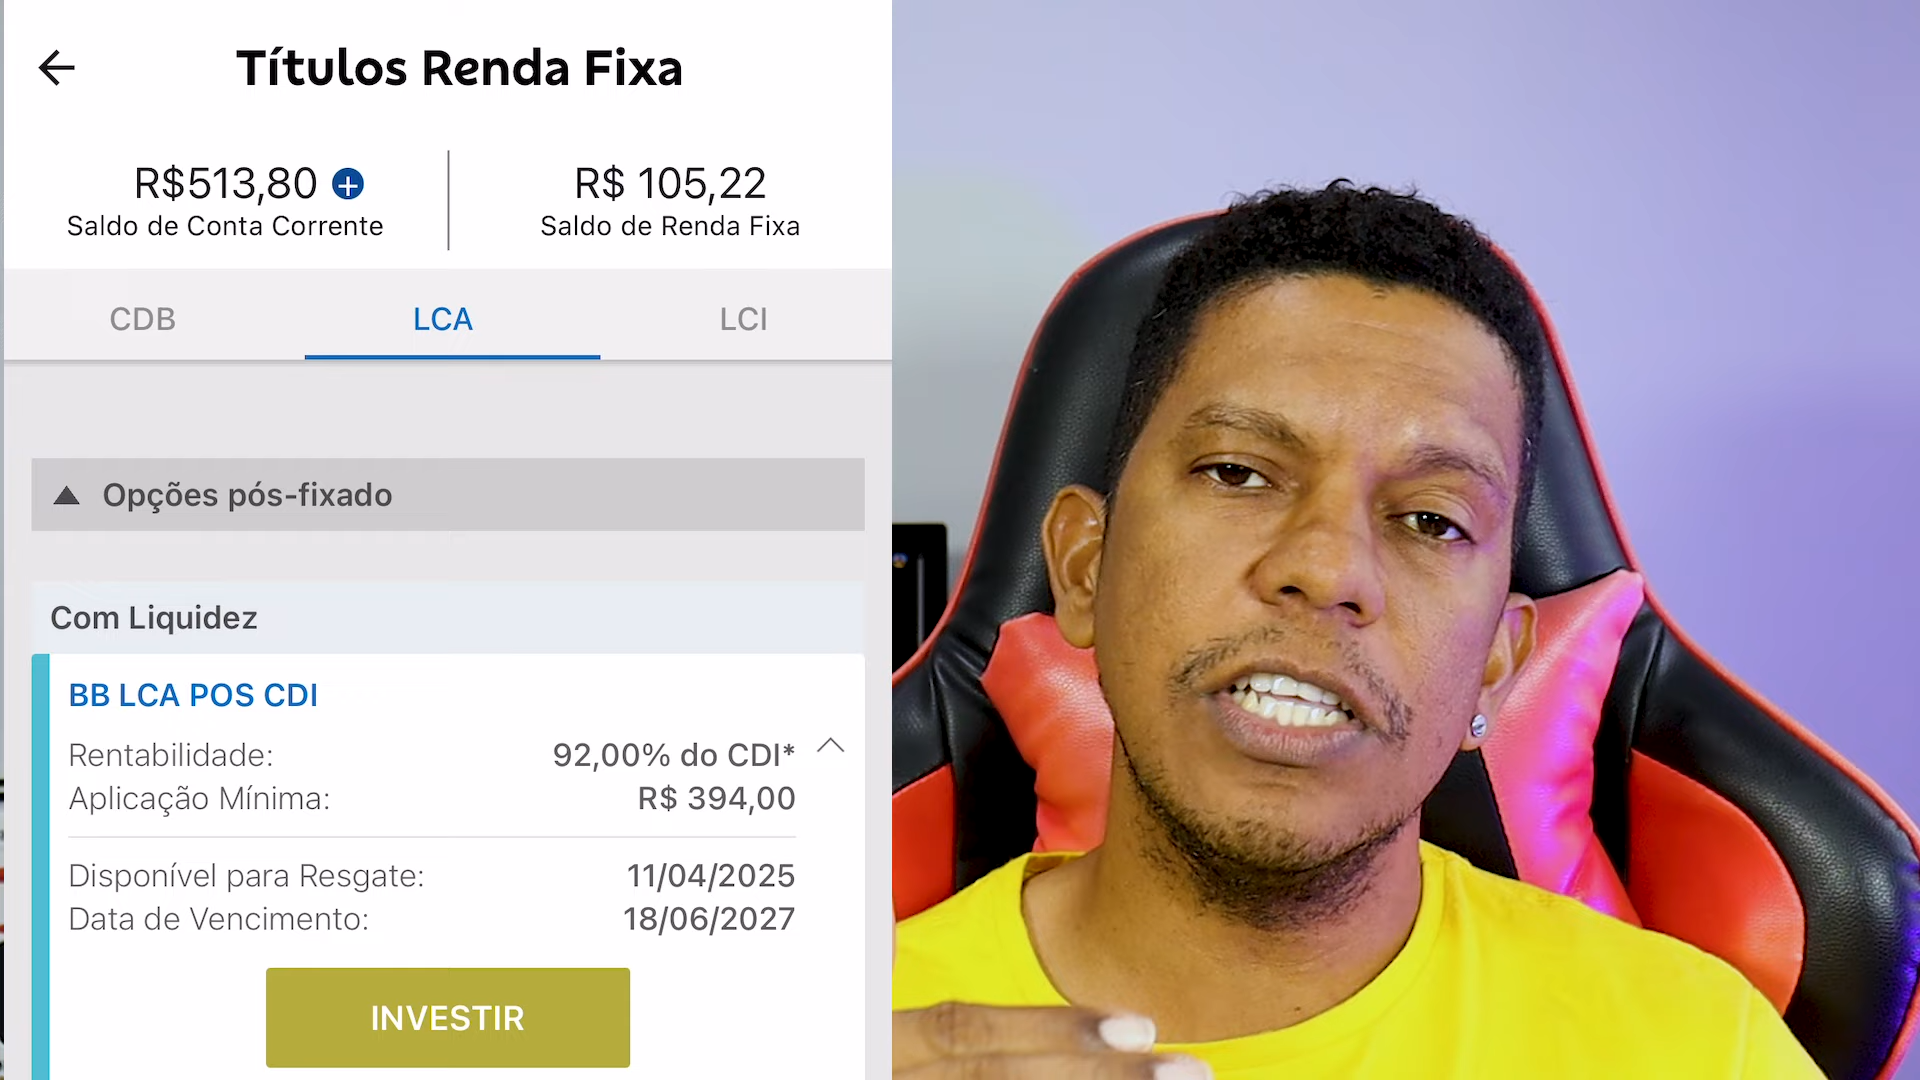 Títulos Renda Fixa
R$513,80
R$ 105,22
Saldo de Conta Corrente
Saldo de Renda Fixa
CDB
LCA
LCI
Opções pós-fixado
Com Liquidez
BB LCA POS CDI
Rentabilidade: 92,00% do CDI*
Aplicação Mínima: R$ 394,00
Disponível para Resgate: 11/04/2025
Data de Vencimento: 18/06/2027
INVESTIR